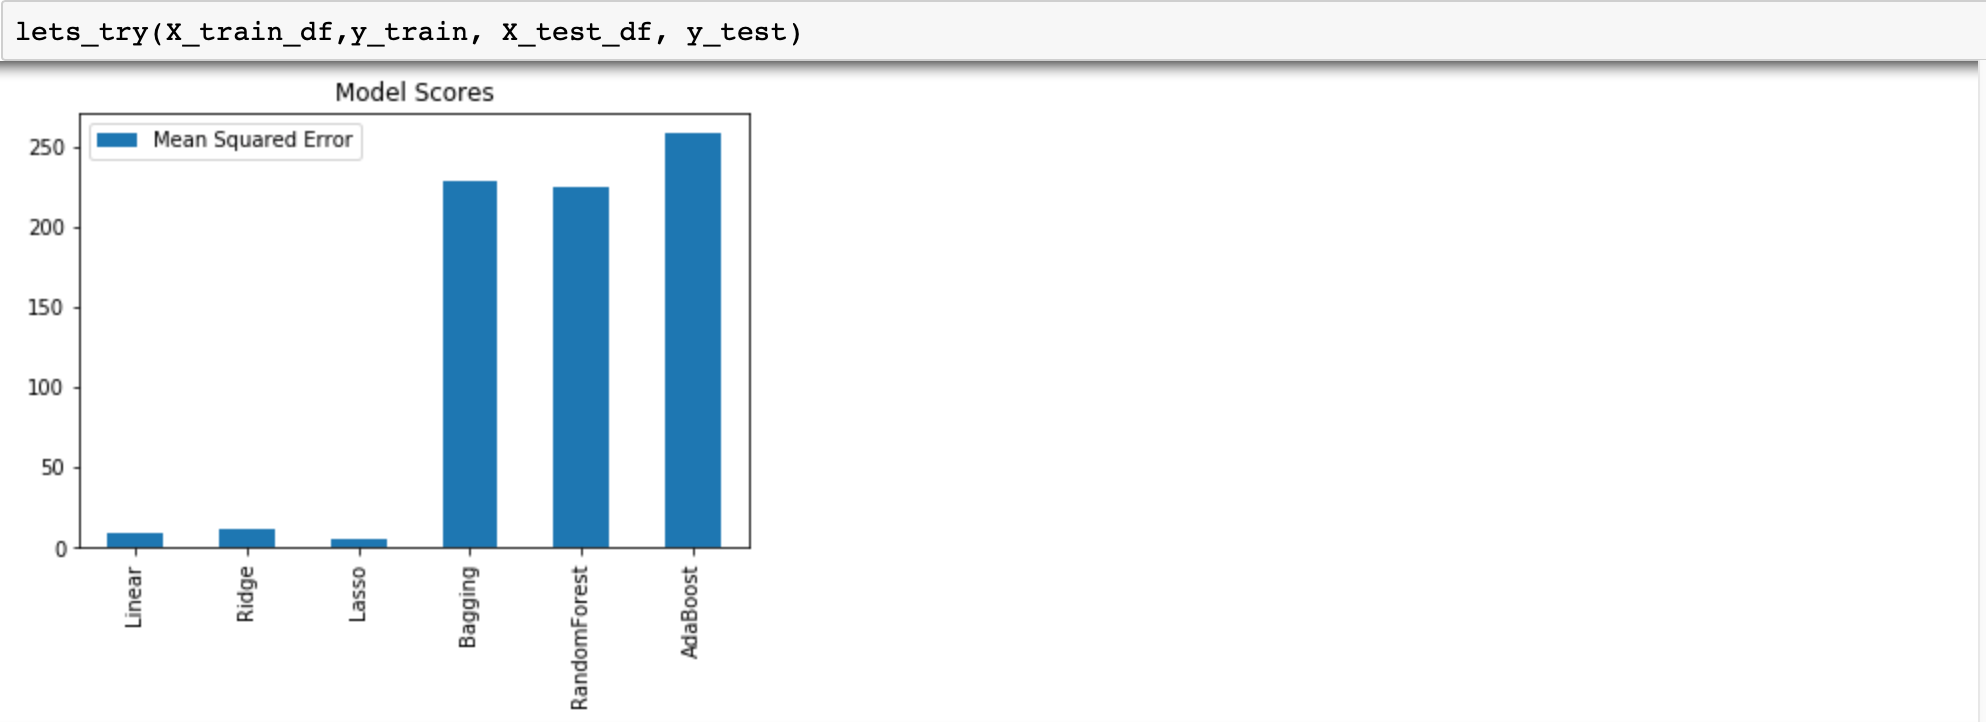 lets_try(X_train_df,y_train, X_test_df, y_test)
Model Scores
Mean Squared Error
250
200
150
100
50
0
Linear
Ridge
Lasso
Bagging
RandomForest
AdaBoost